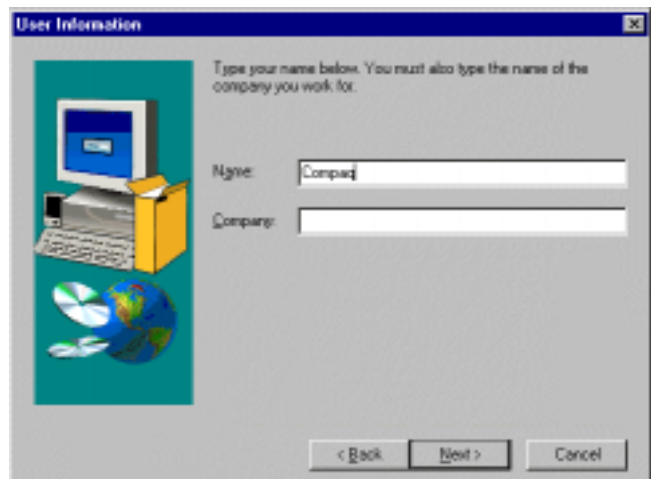 User Information
Type your name below. You must also type the name of the
company you work for.
Name:
Compaq
Company:
< Back
Next >
Cancel